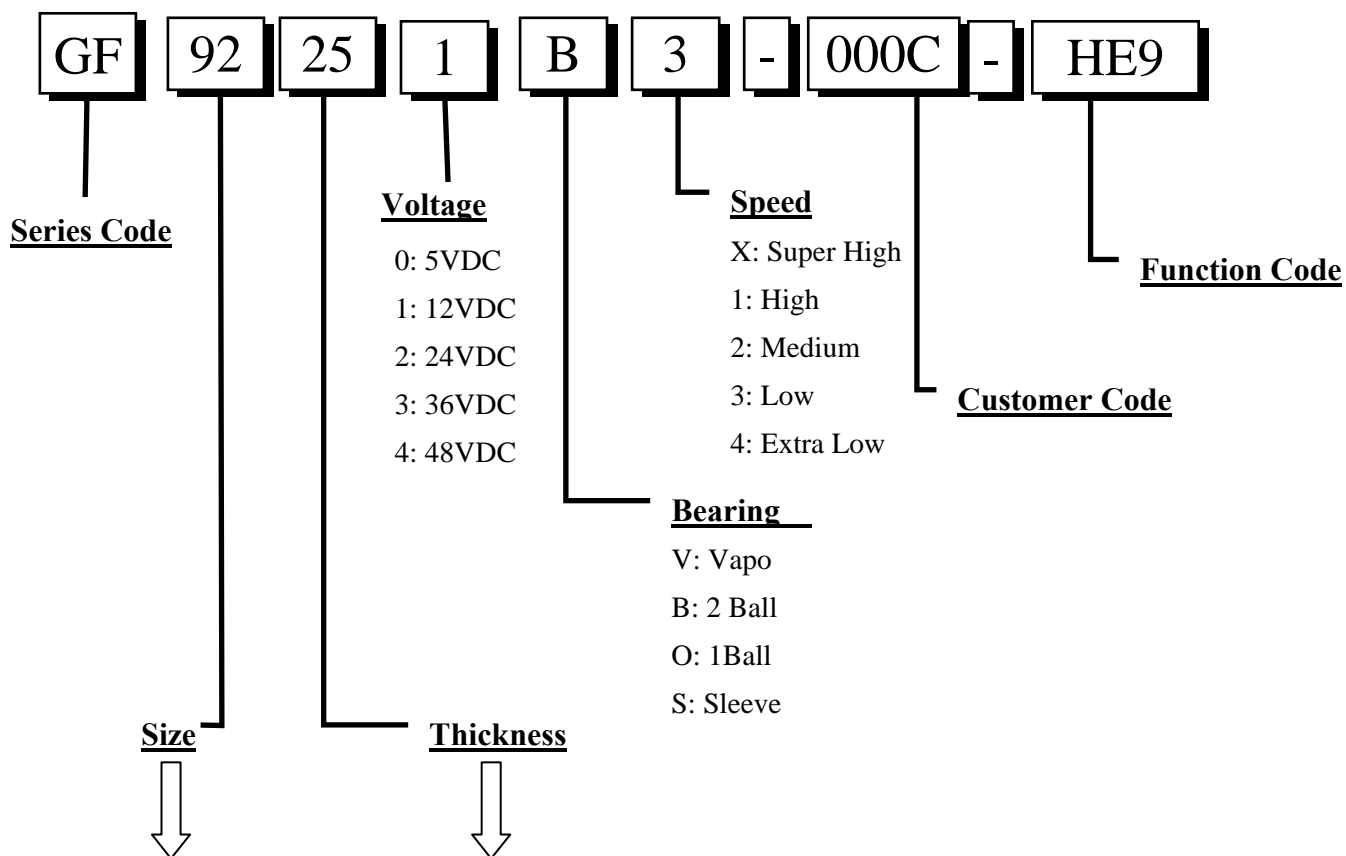 GF 92 25 1 B 3 - 000C - HE9
Series Code
Voltage
0: 5VDC
1: 12VDC
2: 24VDC
3: 36VDC
4: 48VDC
Speed
X: Super High
1: High
2: Medium
3: Low
4: Extra Low
Function Code
Customer Code
Bearing
V: Vapo
B: 2 Ball
O: 1Ball
S: Sleeve
Size
Thickness